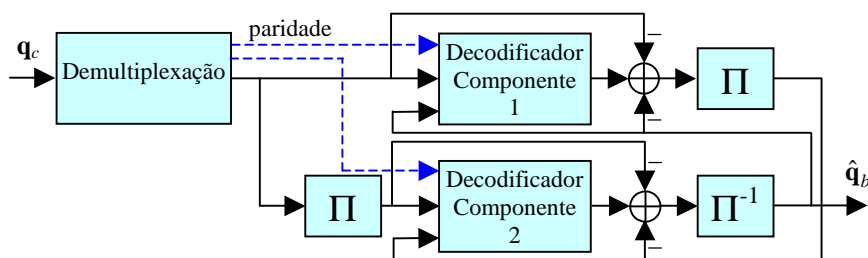 q_c
paridade
Demultiplexação
Decodificador
Componente
1
Π
Π
Decodificador
Componente
2
Π⁻¹
q̂_b